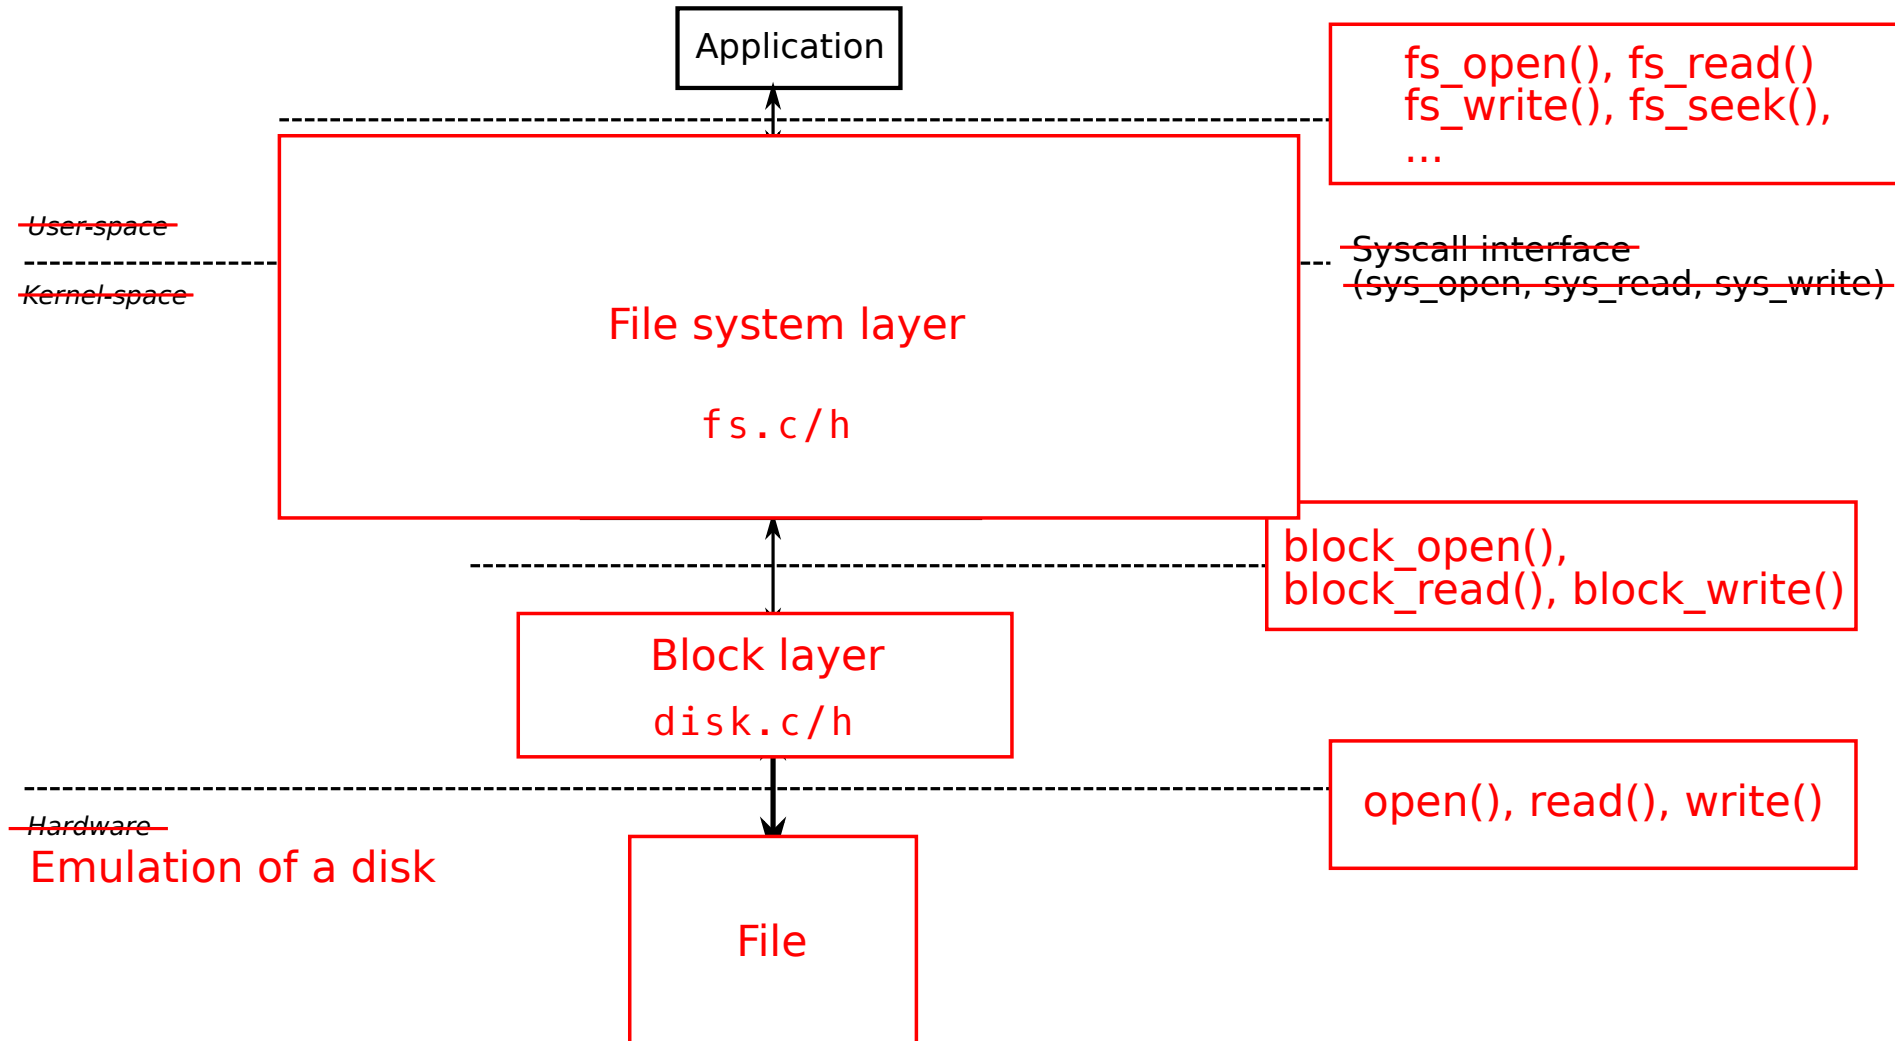 Application
fs_open(), fs_read()
fs_write(), fs_seek(),
...
User-space
Kernel-space
Syscall interface
(sys_open, sys_read, sys_write)
File system layer
fs.c/h
block_open(),
block_read(), block_write()
Block layer
disk.c/h
open(), read(), write()
Hardware
Emulation of a disk
File